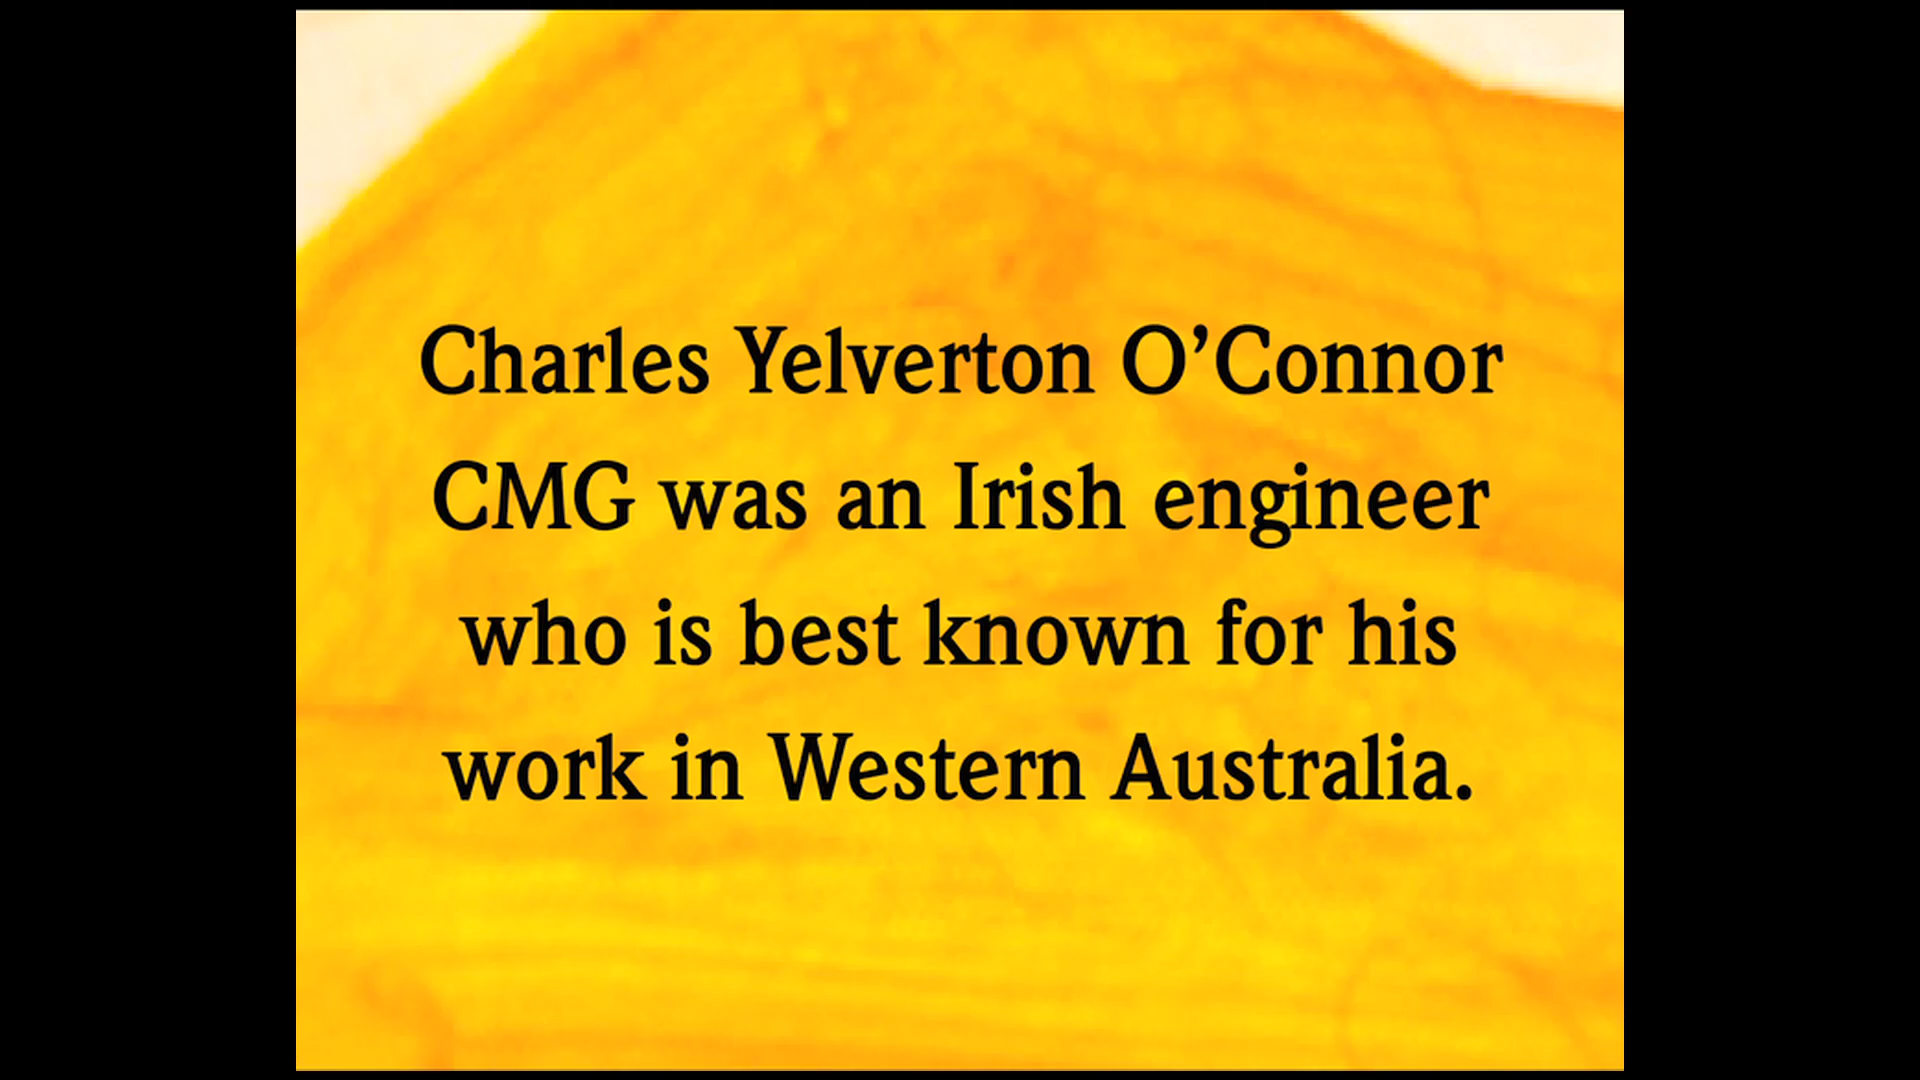 Charles Yelverton O’Connor
CMG was an Irish engineer
who is best known for his
work in Western Australia.